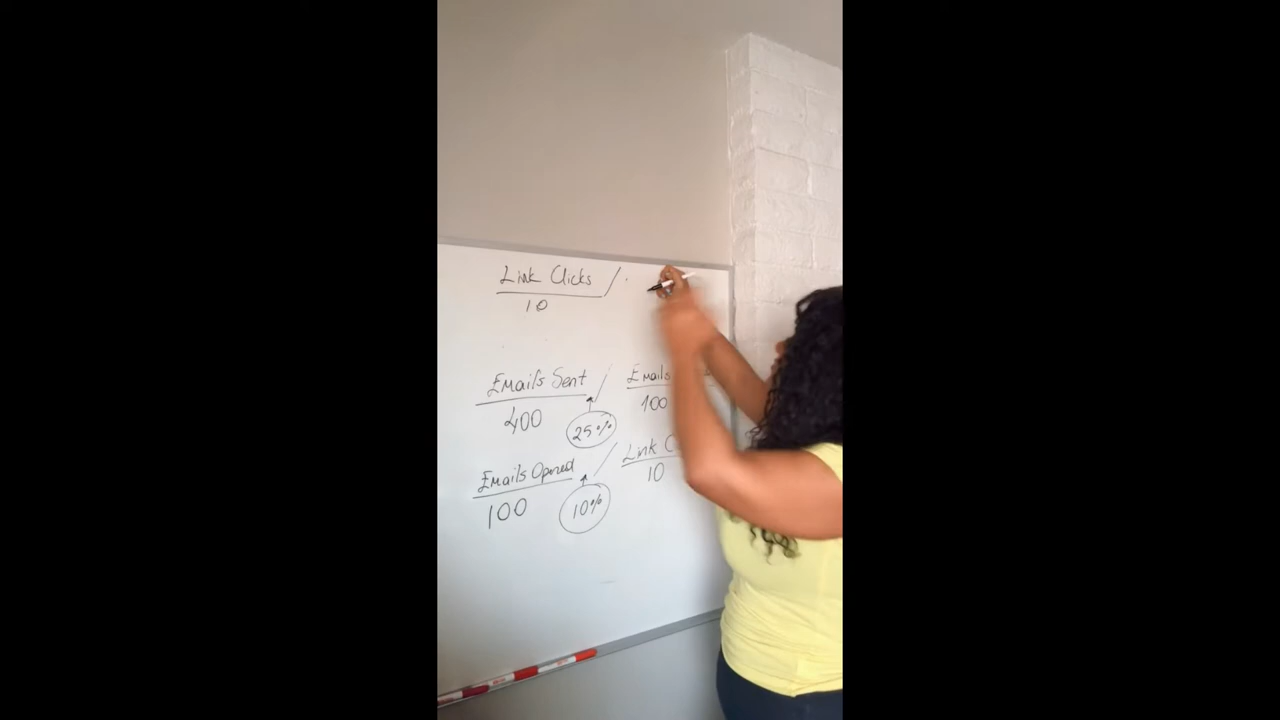 Link Clicks /
10
Emails Sent / Emails
400 25% 100
Emails Opened / Link
100 10% 10